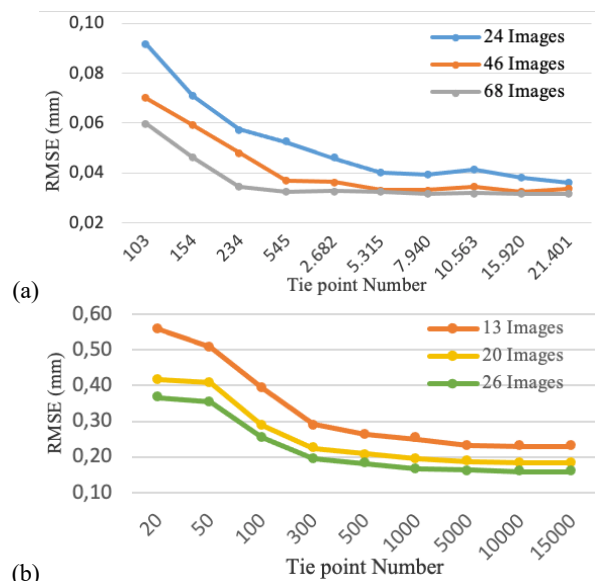 0,10
0,08
0,06
0,04
0,02
RMSE (mm)
24 Images
46 Images
68 Images
103
154
234
545
2.682
5.315
7.940
10.563
15.920
21.401
Tie point Number
(a)
0,60
0,50
0,40
0,30
0,20
0,10
RMSE (mm)
13 Images
20 Images
26 Images
20
50
100
300
500
1000
5000
10000
15000
Tie point Number
(b)